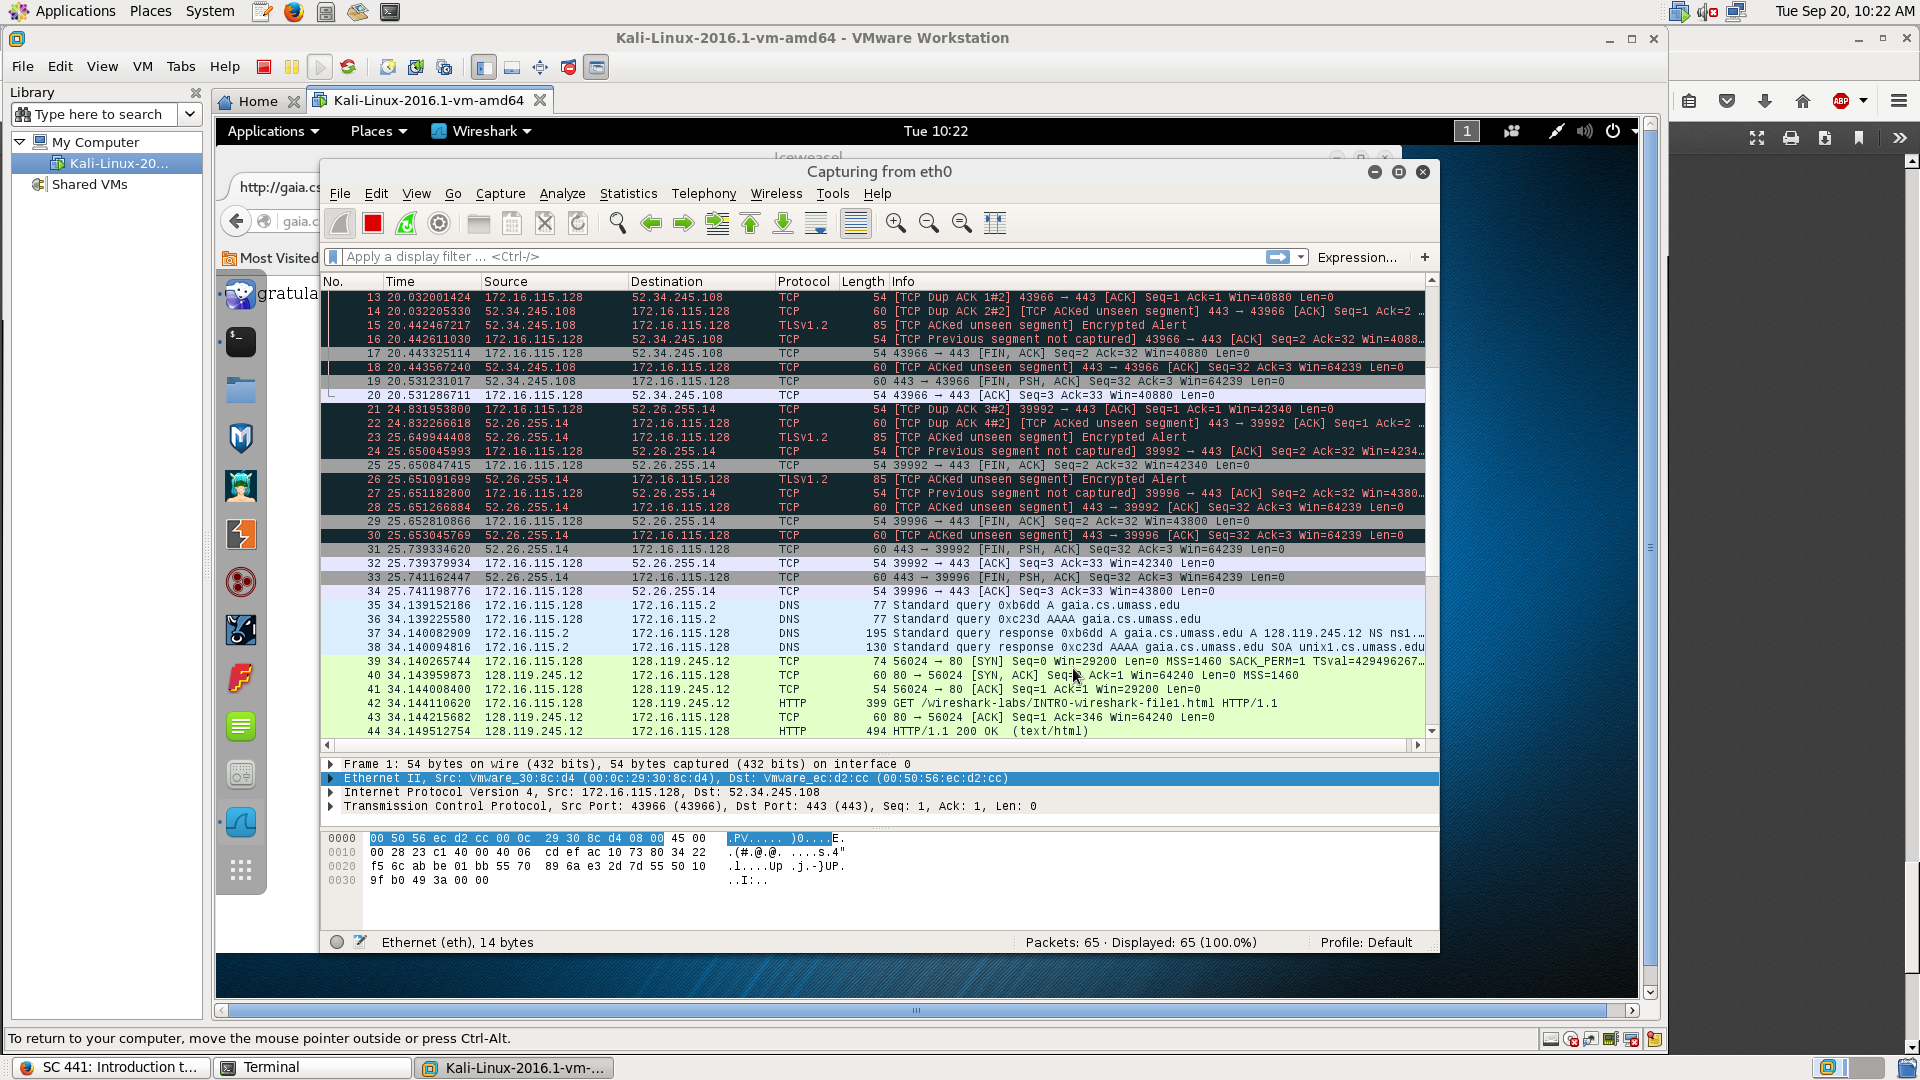 Applications Places System Tue Sep 20, 10:22 AM
Kali-Linux-2016.1-vm-amd64 - VMware Workstation
File Edit View VM Tabs Help
Library
Home Kali-Linux-2016.1-vm-amd64
Type here to search
My Computer
Kali-Linux-20...
Shared VMs
Applications Places Wireshark Tue 10:22 1
Iceweasel
Capturing from eth0
http://gaia.cs
File Edit View Go Capture Analyze Statistics Telephony Wireless Tools Help
gaia.c
Most Visited
gratula
Apply a display filter ... <Ctrl-/> Expression... +
No. Time Source Destination Protocol Length Info
13 20.032001424 172.16.115.128 52.34.245.108 TCP 54 [TCP Dup ACK 1#2] 43966 → 443 [ACK] Seq=1 Ack=1 Win=40880 Len=0
14 20.032205330 52.34.245.108 172.16.115.128 TCP 60 [TCP Dup ACK 2#2] [TCP ACKed unseen segment] 443 → 43966 [ACK] Seq=1 Ack=2 …
15 20.442467217 52.34.245.108 172.16.115.128 TLSv1.2 85 [TCP ACKed unseen segment] Encrypted Alert
16 20.442611030 172.16.115.128 52.34.245.108 TCP 54 [TCP Previous segment not captured] 43966 → 443 [ACK] Seq=2 Ack=32 Win=4088…
17 20.443325114 172.16.115.128 52.34.245.108 TCP 54 43966 → 443 [FIN, ACK] Seq=2 Ack=32 Win=40880 Len=0
18 20.443567240 52.34.245.108 172.16.115.128 TCP 60 [TCP ACKed unseen segment] 443 → 43966 [ACK] Seq=32 Ack=3 Win=64239 Len=0
19 20.531231017 52.34.245.108 172.16.115.128 TCP 60 443 → 43966 [FIN, PSH, ACK] Seq=32 Ack=3 Win=64239 Len=0
20 20.531286711 172.16.115.128 52.34.245.108 TCP 54 43966 → 443 [ACK] Seq=3 Ack=33 Win=40880 Len=0
21 24.831953800 172.16.115.128 52.26.255.14 TCP 54 [TCP Dup ACK 3#2] 39992 → 443 [ACK] Seq=1 Ack=1 Win=42340 Len=0
22 24.832266618 52.26.255.14 172.16.115.128 TCP 60 [TCP Dup ACK 4#2] [TCP ACKed unseen segment] 443 → 39992 [ACK] Seq=1 Ack=2 …
23 25.649944408 52.26.255.14 172.16.115.128 TLSv1.2 85 [TCP ACKed unseen segment] Encrypted Alert
24 25.650045993 172.16.115.128 52.26.255.14 TCP 54 [TCP Previous segment not captured] 39992 → 443 [ACK] Seq=2 Ack=32 Win=4234…
25 25.650847415 172.16.115.128 52.26.255.14 TCP 54 39992 → 443 [FIN, ACK] Seq=2 Ack=32 Win=42340 Len=0
26 25.651091699 52.26.255.14 172.16.115.128 TLSv1.2 85 [TCP ACKed unseen segment] Encrypted Alert
27 25.651182800 172.16.115.128 52.26.255.14 TCP 54 [TCP Previous segment not captured] 39996 → 443 [ACK] Seq=2 Ack=32 Win=4380…
28 25.651266884 52.26.255.14 172.16.115.128 TCP 60 [TCP ACKed unseen segment] 443 → 39992 [ACK] Seq=32 Ack=3 Win=64239 Len=0
29 25.652810866 172.16.115.128 52.26.255.14 TCP 54 39996 → 443 [FIN, ACK] Seq=2 Ack=32 Win=43800 Len=0
30 25.653045769 52.26.255.14 172.16.115.128 TCP 60 [TCP ACKed unseen segment] 443 → 39996 [ACK] Seq=32 Ack=3 Win=64239 Len=0
31 25.739334620 52.26.255.14 172.16.115.128 TCP 60 443 → 39992 [FIN, PSH, ACK] Seq=32 Ack=3 Win=64239 Len=0
32 25.739379934 172.16.115.128 52.26.255.14 TCP 54 39992 → 443 [ACK] Seq=3 Ack=33 Win=42340 Len=0
33 25.741162447 52.26.255.14 172.16.115.128 TCP 60 443 → 39996 [FIN, PSH, ACK] Seq=32 Ack=3 Win=64239 Len=0
34 25.741198776 172.16.115.128 52.26.255.14 TCP 54 39996 → 443 [ACK] Seq=3 Ack=33 Win=43800 Len=0
35 34.139152186 172.16.115.128 172.16.115.2 DNS 77 Standard query 0xb6dd A gaia.cs.umass.edu
36 34.139225580 172.16.115.128 172.16.115.2 DNS 77 Standard query 0xc23d AAAA gaia.cs.umass.edu
37 34.140082909 172.16.115.2 172.16.115.128 DNS 195 Standard query response 0xb6dd A gaia.cs.umass.edu A 128.119.245.12 NS ns1.…
38 34.140094816 172.16.115.2 172.16.115.128 DNS 130 Standard query response 0xc23d AAAA gaia.cs.umass.edu SOA unix1.cs.umass.edu
39 34.140265744 172.16.115.128 128.119.245.12 TCP 74 56024 → 80 [SYN] Seq=0 Win=29200 Len=0 MSS=1460 SACK_PERM=1 TSval=429496267…
40 34.143959873 128.119.245.12 172.16.115.128 TCP 60 80 → 56024 [SYN, ACK] Ack=1 Win=64240 Len=0 MSS=1460
41 34.144008400 172.16.115.128 128.119.245.12 TCP 54 56024 → 80 [ACK] Seq=1 Ack=1 Win=29200 Len=0
42 34.144110620 172.16.115.128 128.119.245.12 HTTP 399 GET /wireshark-labs/INTRO-wireshark-file1.html HTTP/1.1
43 34.144215682 128.119.245.12 172.16.115.128 TCP 60 80 → 56024 [ACK] Seq=1 Ack=346 Win=64240 Len=0
44 34.149512754 128.119.245.12 172.16.115.128 HTTP 494 HTTP/1.1 200 OK (text/html)
Frame 1: 54 bytes on wire (432 bits), 54 bytes captured (432 bits) on interface 0
Ethernet II, Src: Vmware_30:8c:d4 (00:0c:29:30:8c:d4), Dst: Vmware_ec:d2:cc (00:50:56:ec:d2:cc)
Internet Protocol Version 4, Src: 172.16.115.128, Dst: 52.34.245.108
Transmission Control Protocol, Src Port: 43966 (43966), Dst Port: 443 (443), Seq: 1, Ack: 1, Len: 0
0000 00 50 56 ec d2 cc 00 0c 29 30 8c d4 08 00 45 00 .PV..... )0....E.
0010 00 28 23 c1 40 00 40 06 cd ef ac 10 73 80 34 22 .(#.@.@. ....s.4"
0020 f5 6c ab be 01 bb 55 70 89 6a e3 2d 7d 55 50 10 .l....Up .j.-}UP.
0030 9f b0 49 3a 00 00 ..I:..
Ethernet (eth), 14 bytes Packets: 65 · Displayed: 65 (100.0%) Profile: Default
To return to your computer, move the mouse pointer outside or press Ctrl-Alt.
SC 441: Introduction t... Terminal Kali-Linux-2016.1-vm-...
ABP